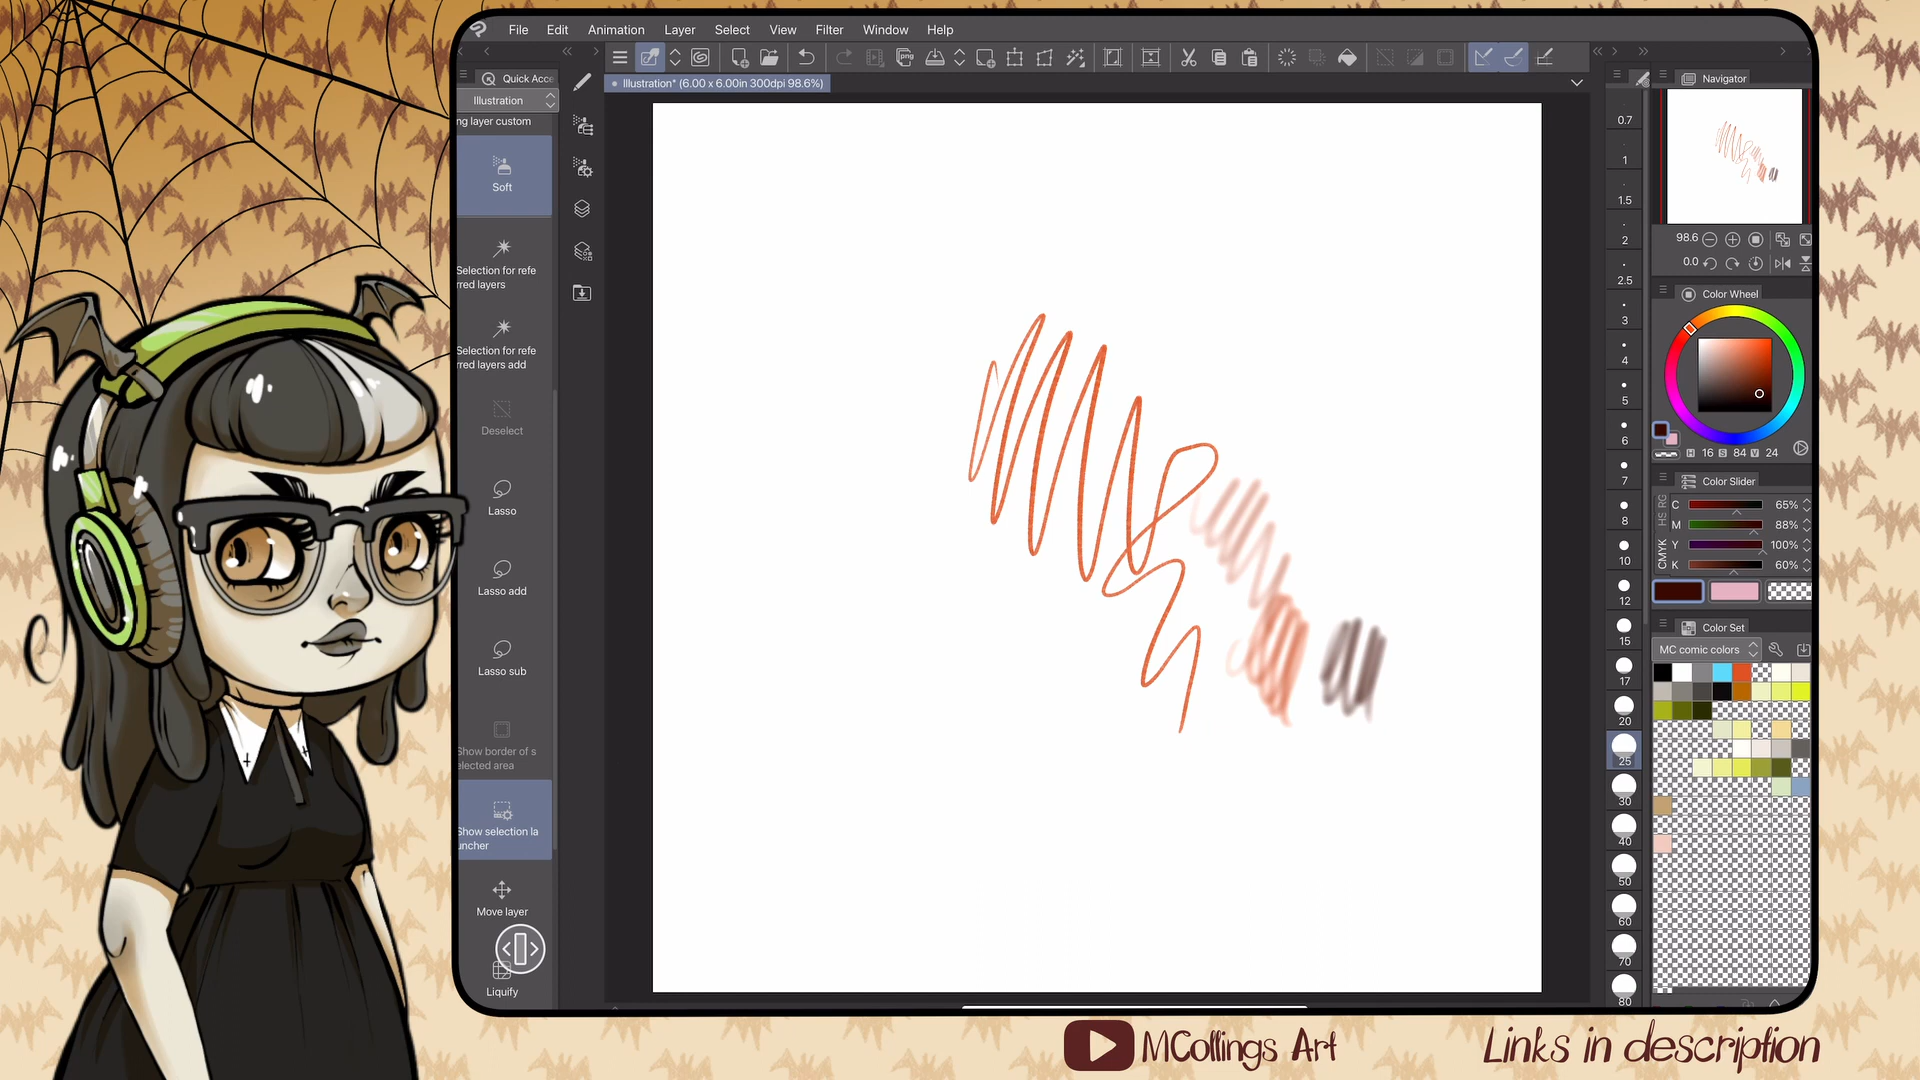 File Edit Animation Layer Select View Filter Window Help
Quick Acce
Illustration
ng layer custom
Soft
Selection for refe
rred layers
Selection for refe
rred layers add
Deselect
Lasso
Lasso add
Lasso sub
Show border of s
elected area
Show selection la
uncher
Move layer
Liquify
png
Illustration* (6.00 x 6.00in 300dpi 98.6%)
0.7
1
1.5
2
2.5
3
4
5
6
7
8
10
12
15
17
20
25
30
40
50
60
70
80
Navigator
98.6
0.0
Color Wheel
H 16 S 84 V 24
Color Slider
HS RG
CMYK
C 65%
M 88%
Y 100%
K 60%
Color Set
MC comic colors
MCollings Art
Links in description